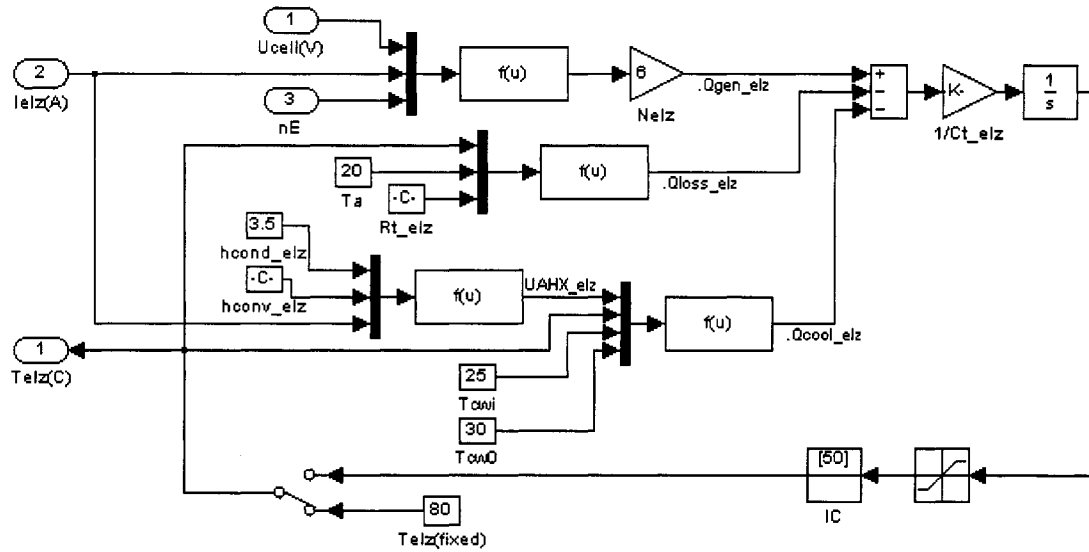 1
Ucell(V)
2
Ielz(A)
3
nE
f(u)
6
Nelz
.Qgen_elz
+
-
-
K-
1/Ct_elz
1
s
20
Ta
-C-
Rt_elz
f(u)
.Qloss_elz
3.5
hcond_elz
-C-
hconv_elz
f(u)
UAHX_elz
f(u)
.Qcool_elz
1
Telz(C)
25
Tcwi
30
Tcw0
[50]
IC
80
Telz(fixed)